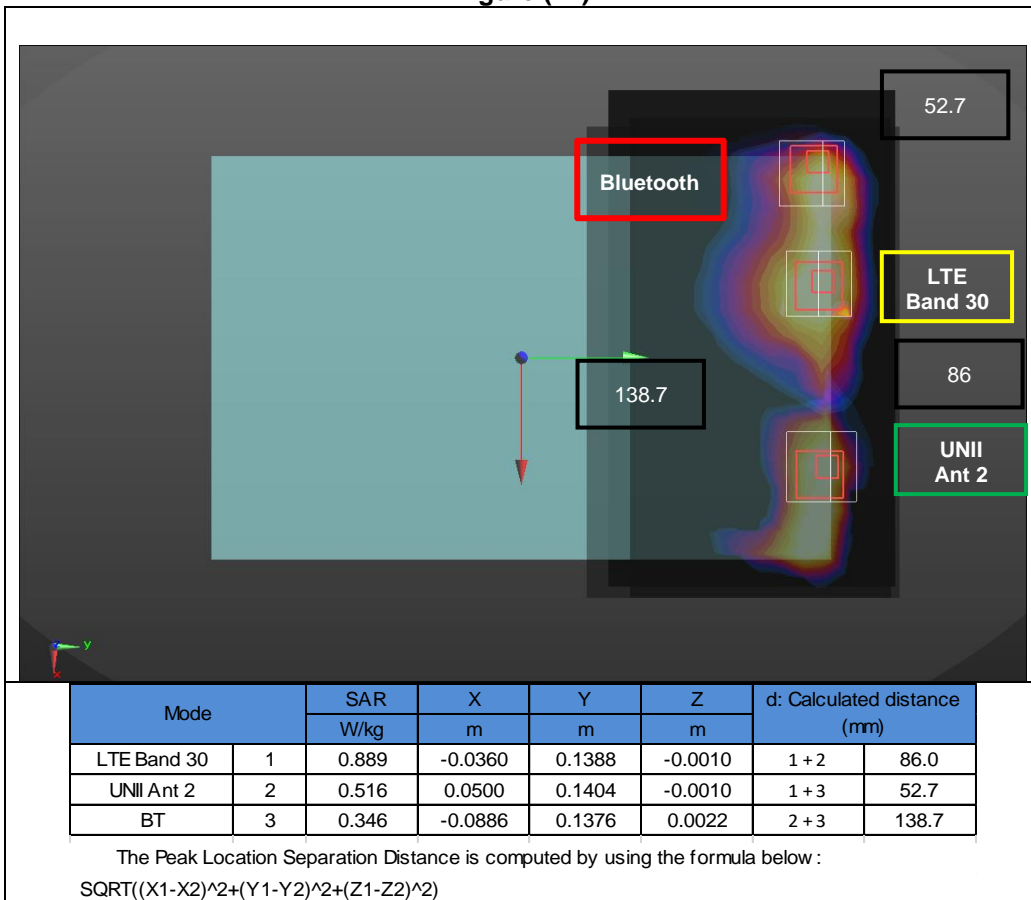 52.7
Bluetooth
LTE
Band 30
86
138.7
UNII
Ant 2
y
x
Mode SAR X Y Z d: Calculated distance
W/kg m m m (mm)
LTE Band 30 1 0.889 -0.0360 0.1388 -0.0010 1 + 2 86.0
UNII Ant 2 2 0.516 0.0500 0.1404 -0.0010 1 + 3 52.7
BT 3 0.346 -0.0886 0.1376 0.0022 2 + 3 138.7
The Peak Location Separation Distance is computed by using the formula below :
SQRT((X1-X2)^2+(Y1-Y2)^2+(Z1-Z2)^2)